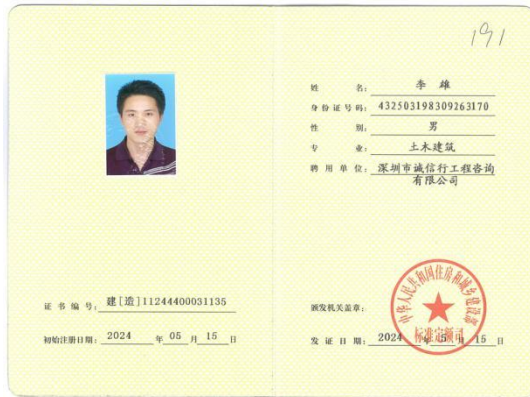 191
姓 名: 李雄
身份证号码: 432503198309263170
性 别: 男
专 业: 土木建筑
聘用单位: 深圳市诚信行工程咨询
有限公司
证书编号: 建[造]11244400031135
初始注册日期: 2024 年 05 月 15 日
颁发机关盖章:
中华人民共和国住房和城乡建设部
标准定额司
发证日期: 2024 年 05 月 15 日